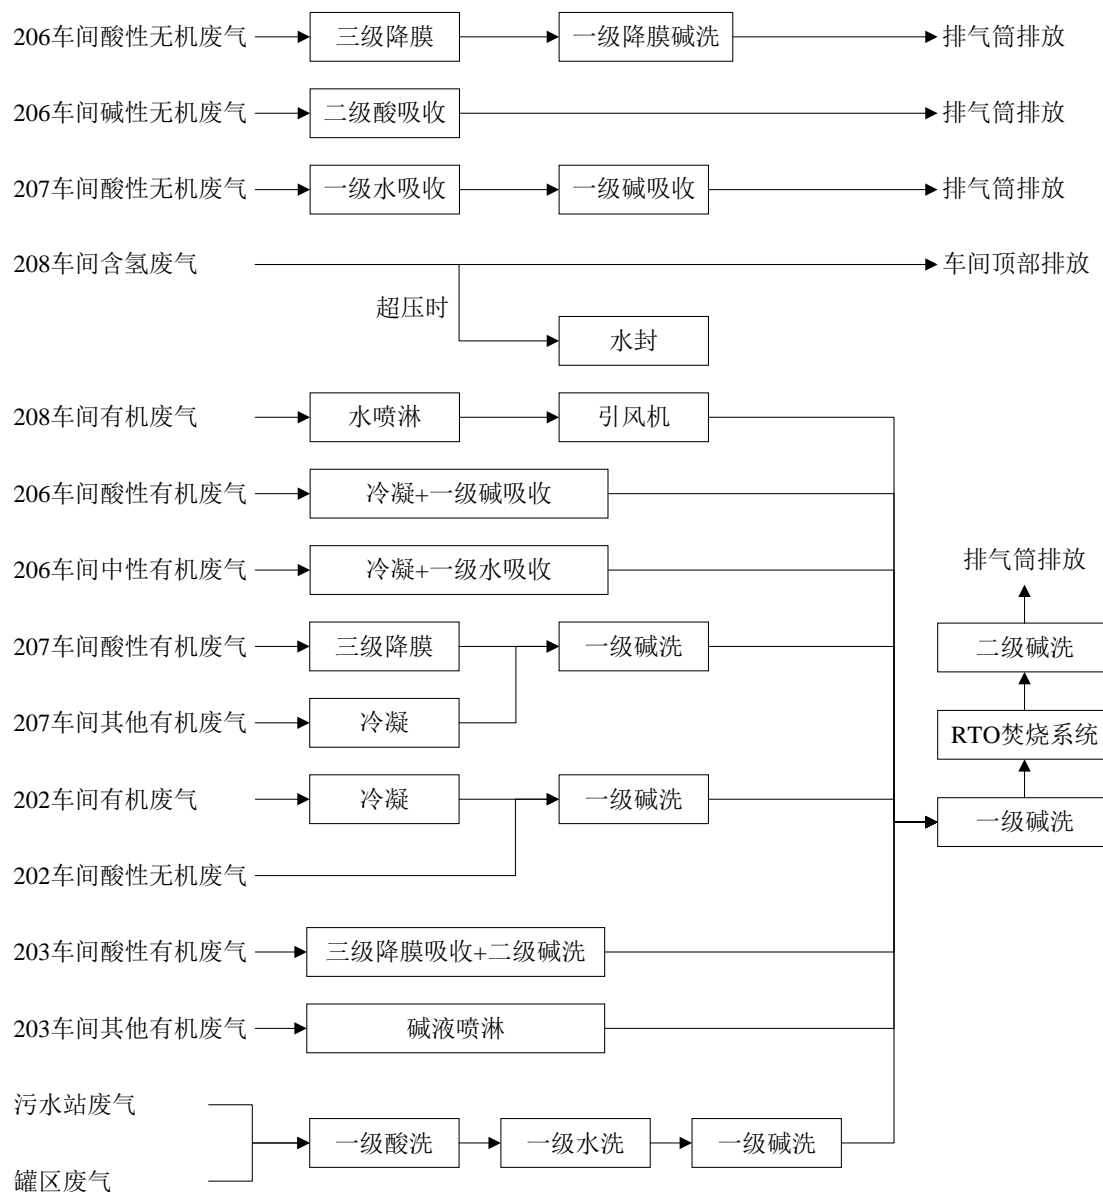 206车间酸性无机废气 三级降膜 一级降膜碱洗 排气筒排放
206车间碱性无机废气 二级酸吸收 排气筒排放
207车间酸性无机废气 一级水吸收 一级碱吸收 排气筒排放
208车间含氢废气 车间顶部排放
超压时
水封
208车间有机废气 水喷淋 引风机
206车间酸性有机废气 冷凝+一级碱吸收
206车间中性有机废气 冷凝+一级水吸收
排气筒排放
207车间酸性有机废气 三级降膜 一级碱洗
二级碱洗
207车间其他有机废气 冷凝
RTO焚烧系统
202车间有机废气 冷凝 一级碱洗
一级碱洗
202车间酸性无机废气
203车间酸性有机废气 三级降膜吸收+二级碱洗
203车间其他有机废气 碱液喷淋
污水站废气
一级酸洗 一级水洗 一级碱洗
罐区废气